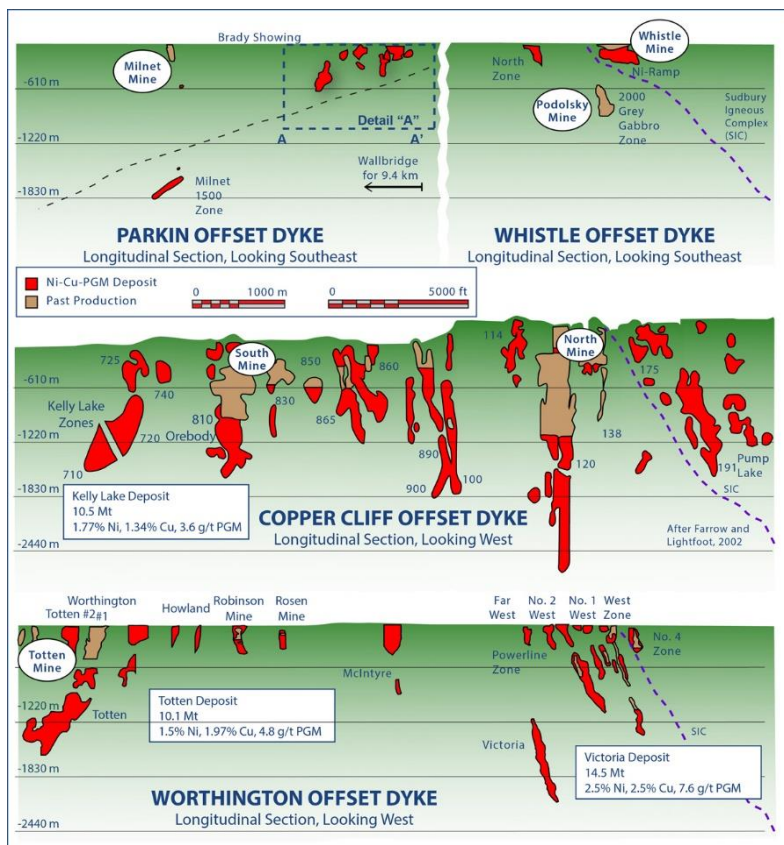 Brady Showing
Milnet
Mine
-610 m
Detail "A"
A
A'
-1220 m
Wallbridge
for 9.4 km
-1830 m
Milnet
1500
Zone
PARKIN OFFSET DYKE
Longitudinal Section, Looking Southeast
Whistle
Mine
North
Zone
Ni-Ramp
Podolsky
Mine
2000
Grey
Gabbro
Zone
Sudbury
Igneous
Complex
(SIC)
WHISTLE OFFSET DYKE
Longitudinal Section, Looking Southeast
Ni-Cu-PGM Deposit
Past Production
0 1000 m
0 5000 ft
725
South
Mine
850
860
114
North
Mine
175
-610 m
740
830
Kelly Lake
Zones
810
Orebody
865
138
-1220 m
720
710
890
120
Pump
Lake
191
-1830 m
900
100
SIC
Kelly Lake Deposit
10.5 Mt
1.77% Ni, 1.34% Cu, 3.6 g/t PGM
COPPER CLIFF OFFSET DYKE
Longitudinal Section, Looking West
After Farrow and
Lightfoot, 2002
-2440 m
Worthington
Totten #2 #1
Howland
Robinson
Mine
Rosen
Mine
Far
West
No. 2
West
No. 1
West
West
Zone
Totten
Mine
McIntyre
Powerline
Zone
No. 4
Zone
-1220 m
Totten
Totten Deposit
10.1 Mt
1.5% Ni, 1.97% Cu, 4.8 g/t PGM
Victoria
SIC
-1830 m
Victoria Deposit
14.5 Mt
2.5% Ni, 2.5% Cu, 7.6 g/t PGM
WORTHINGTON OFFSET DYKE
Longitudinal Section, Looking West
-2440 m